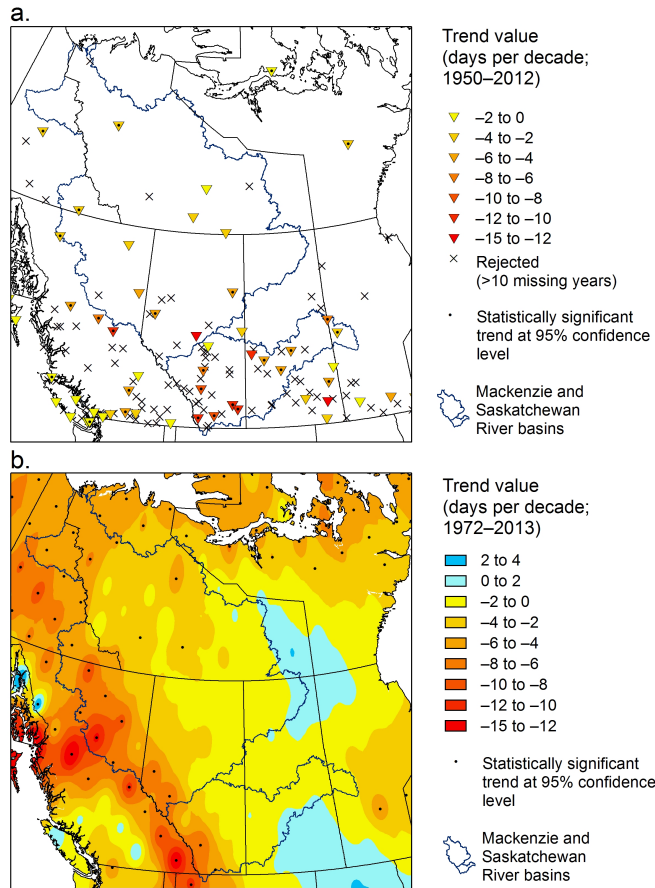 a.
Trend value
(days per decade;
1950–2012)
–2 to 0
–4 to –2
–6 to –4
–8 to –6
–10 to –8
–12 to –10
–15 to –12
Rejected
(>10 missing years)
Statistically significant
trend at 95% confidence
level
Mackenzie and
Saskatchewan
River basins
b.
Trend value
(days per decade;
1972–2013)
2 to 4
0 to 2
–2 to 0
–4 to –2
–6 to –4
–8 to –6
–10 to –8
–12 to –10
–15 to –12
Statistically significant
trend at 95% confidence
level
Mackenzie and
Saskatchewan
River basins